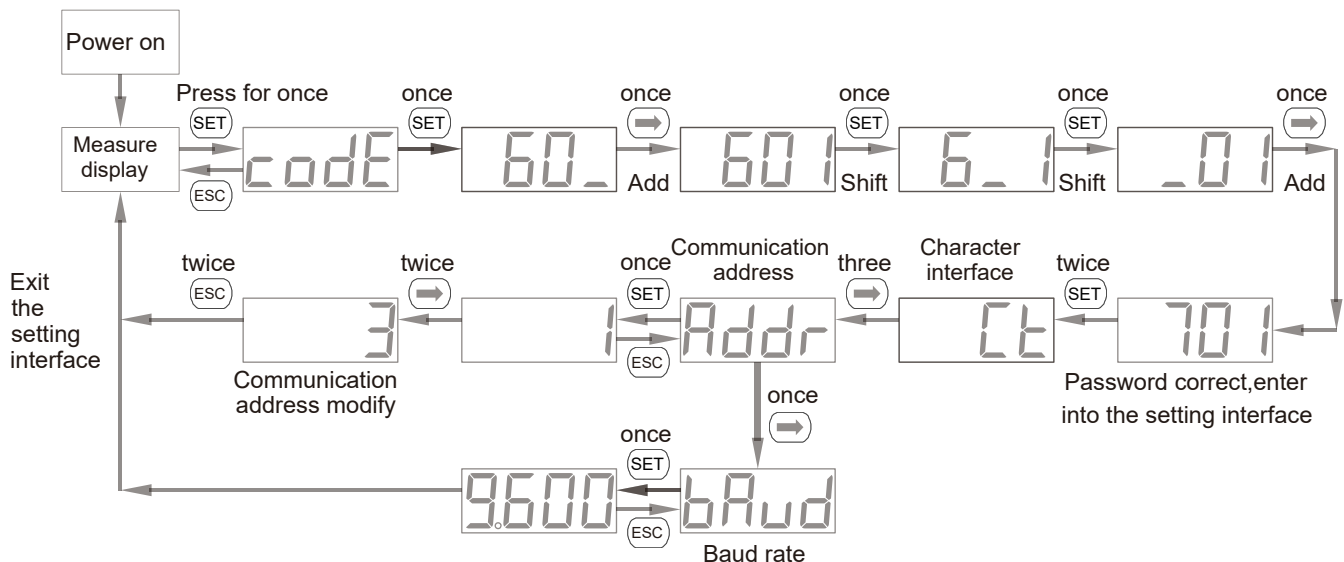 Power on
Press for once
once
once
once
once
once
SET
SET
SET
SET
Measure
display
codE
60_
601
6_1
_01
ESC
Add
Shift
Shift
Add
Exit
the
setting
interface
twice
ESC
twice
once
SET
Communication
address
three
Character
interface
twice
SET
3
1
Addr
Ct
701
ESC
Communication
address modify
Password correct,enter
into the setting interface
once
once
SET
9.600
bAud
ESC
Baud rate